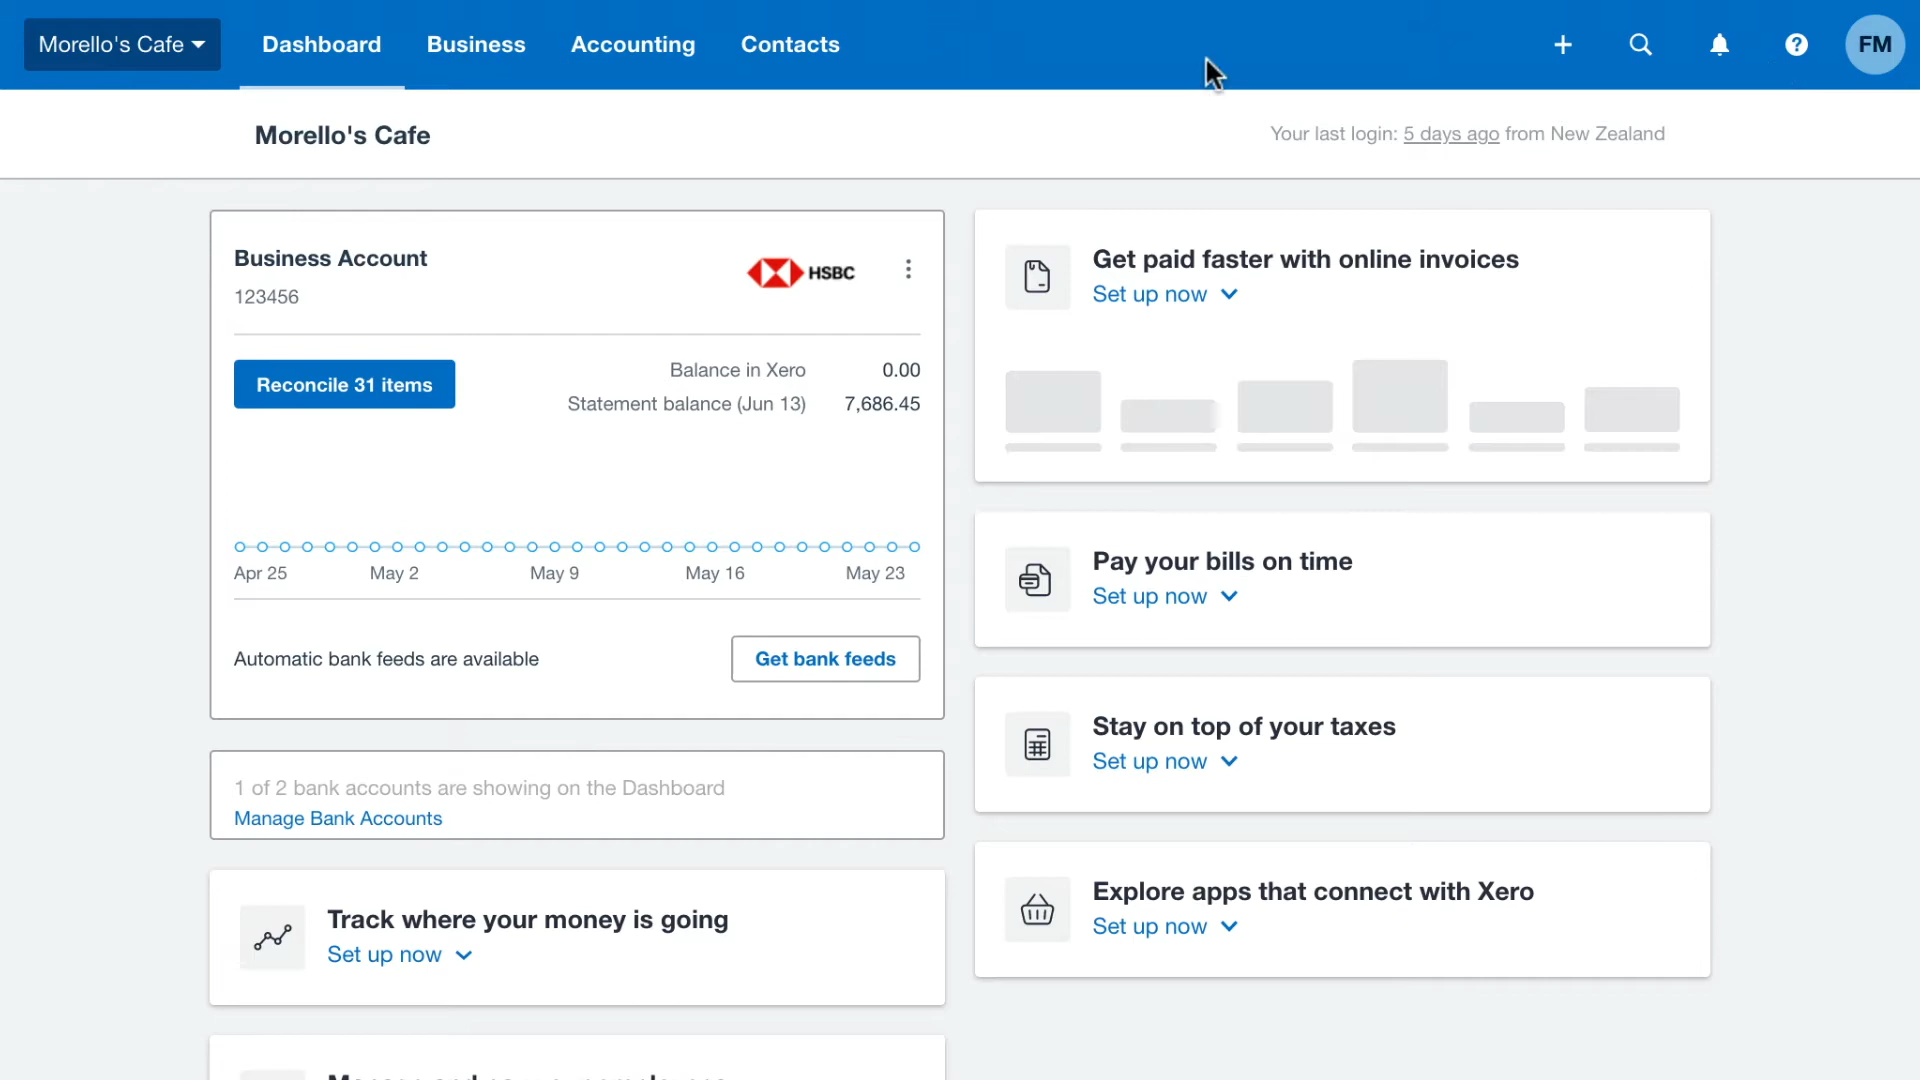 Morello's Cafe
Dashboard
Business
Accounting
Contacts
FM
Morello's Cafe
Your last login: 5 days ago from New Zealand
Business Account
123456
HSBC
Reconcile 31 items
Balance in Xero 0.00
Statement balance (Jun 13) 7,686.45
Apr 25 May 2 May 9 May 16 May 23
Automatic bank feeds are available
Get bank feeds
1 of 2 bank accounts are showing on the Dashboard
Manage Bank Accounts
Track where your money is going
Set up now
Get paid faster with online invoices
Set up now
Pay your bills on time
Set up now
Stay on top of your taxes
Set up now
Explore apps that connect with Xero
Set up now